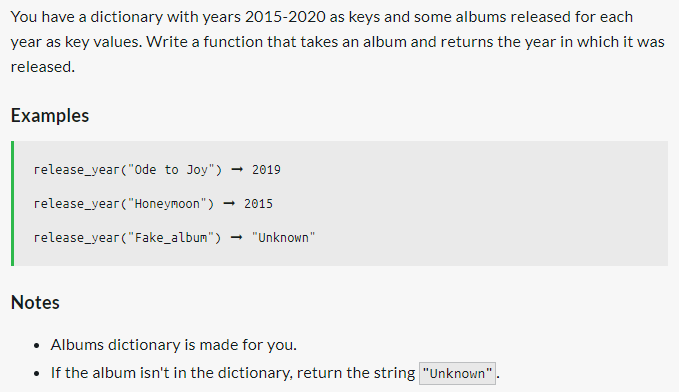 You have a dictionary with years 2015-2020 as keys and some albums released for each
year as key values. Write a function that takes an album and returns the year in which it was
released.
Examples
release_year("Ode to Joy") ➞ 2019
release_year("Honeymoon") ➞ 2015
release_year("Fake_album") ➞ "Unknown"
Notes
• Albums dictionary is made for you.
• If the album isn't in the dictionary, return the string "Unknown".